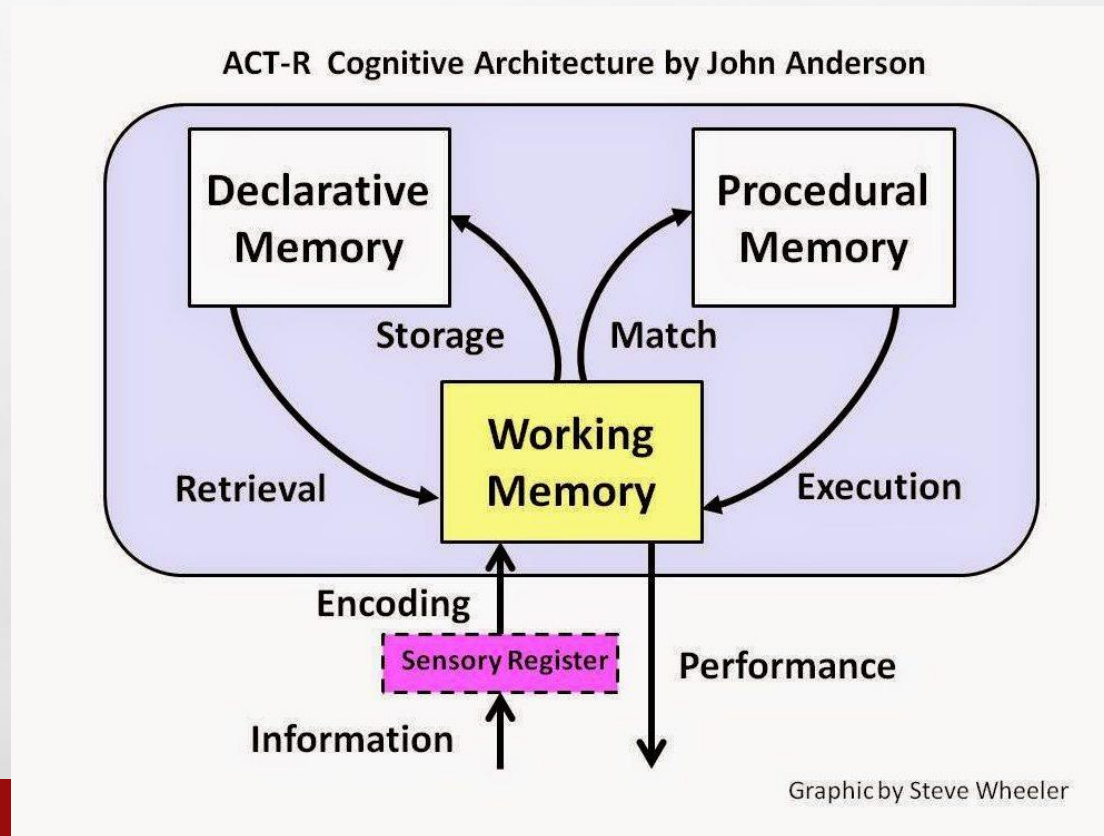 ACT-R Cognitive Architecture by John Anderson
Declarative
Memory
Procedural
Memory
Storage
Match
Working
Memory
Retrieval
Execution
Encoding
Sensory Register
Performance
Information
Graphic by Steve Wheeler